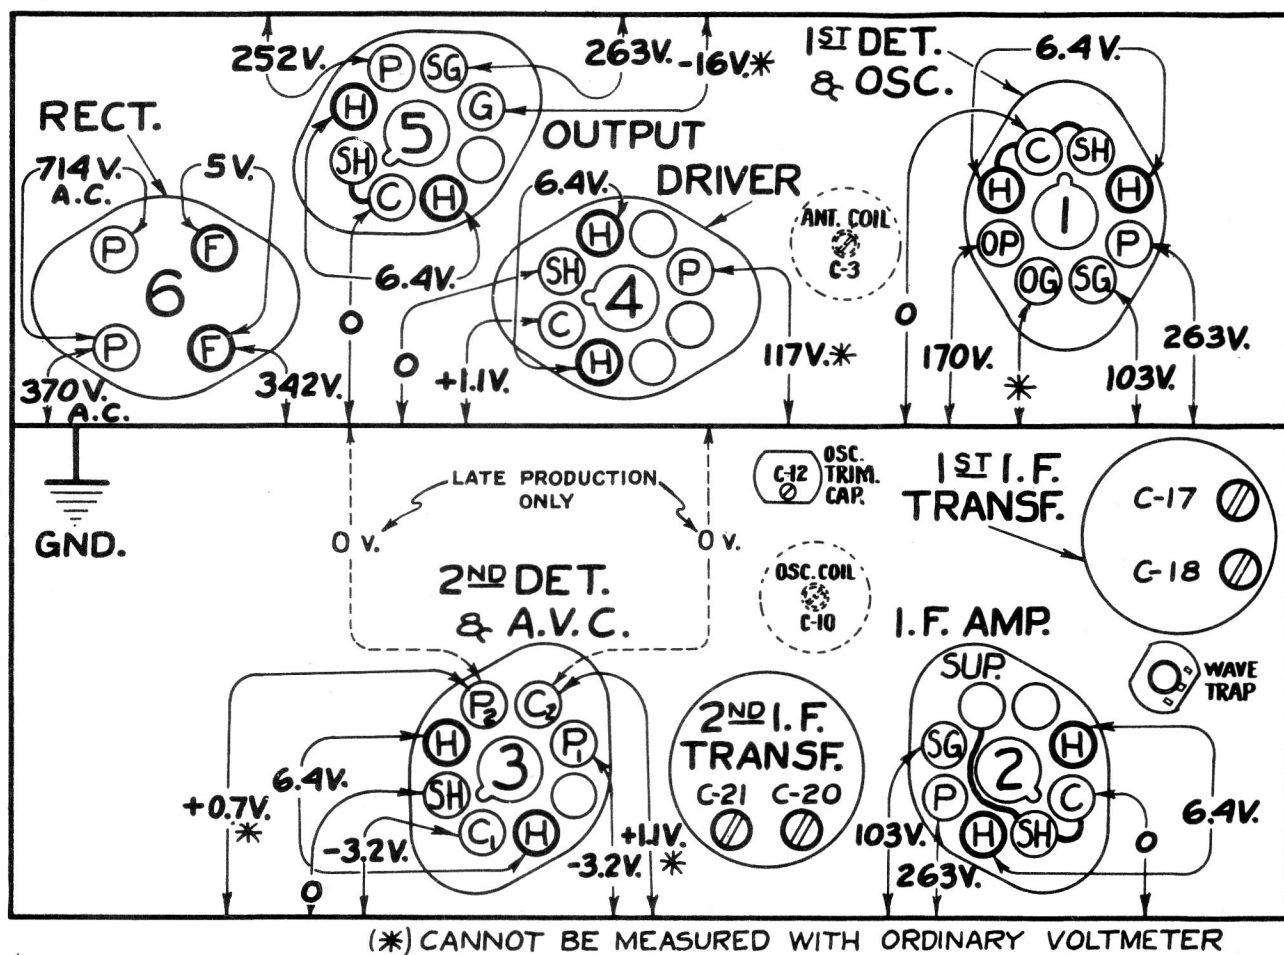 252V.
P
SG
263V.
-16V.*
1ST DET.
& OSC.
6.4V.
H
5
G
OUTPUT
SH
C
H
6.4V.
0
RECT.
714V.
A.C.
5V.
P
F
6
P
F
370V.
A.C.
342V.
DRIVER
6.4V.
H
SH
4
P
C
H
0
+1.1V.
117V.*
ANT. COIL
C-3
C
SH
H
1
H
OP
P
OG
SG
0
170V.
*
103V.
263V.
GND.
LATE PRODUCTION
ONLY
0 V.
0 V.
C-12
OSC.
TRIM.
CAP.
1ST I.F.
TRANSF.
C-17
C-18
2ND DET.
& A.V.C.
OSC. COIL
C-10
I.F. AMP.
WAVE
TRAP
P2
C2
H
3
P1
SH
C1
H
6.4V.
+0.7V.
*
-3.2V.
0
-3.2V.
+1.1V.
*
2ND I.F.
TRANSF.
C-21
C-20
SUP.
SG
H
2
P
C
H
SH
103V.
263V.
0
6.4V.
(*) CANNOT BE MEASURED WITH ORDINARY VOLTMETER